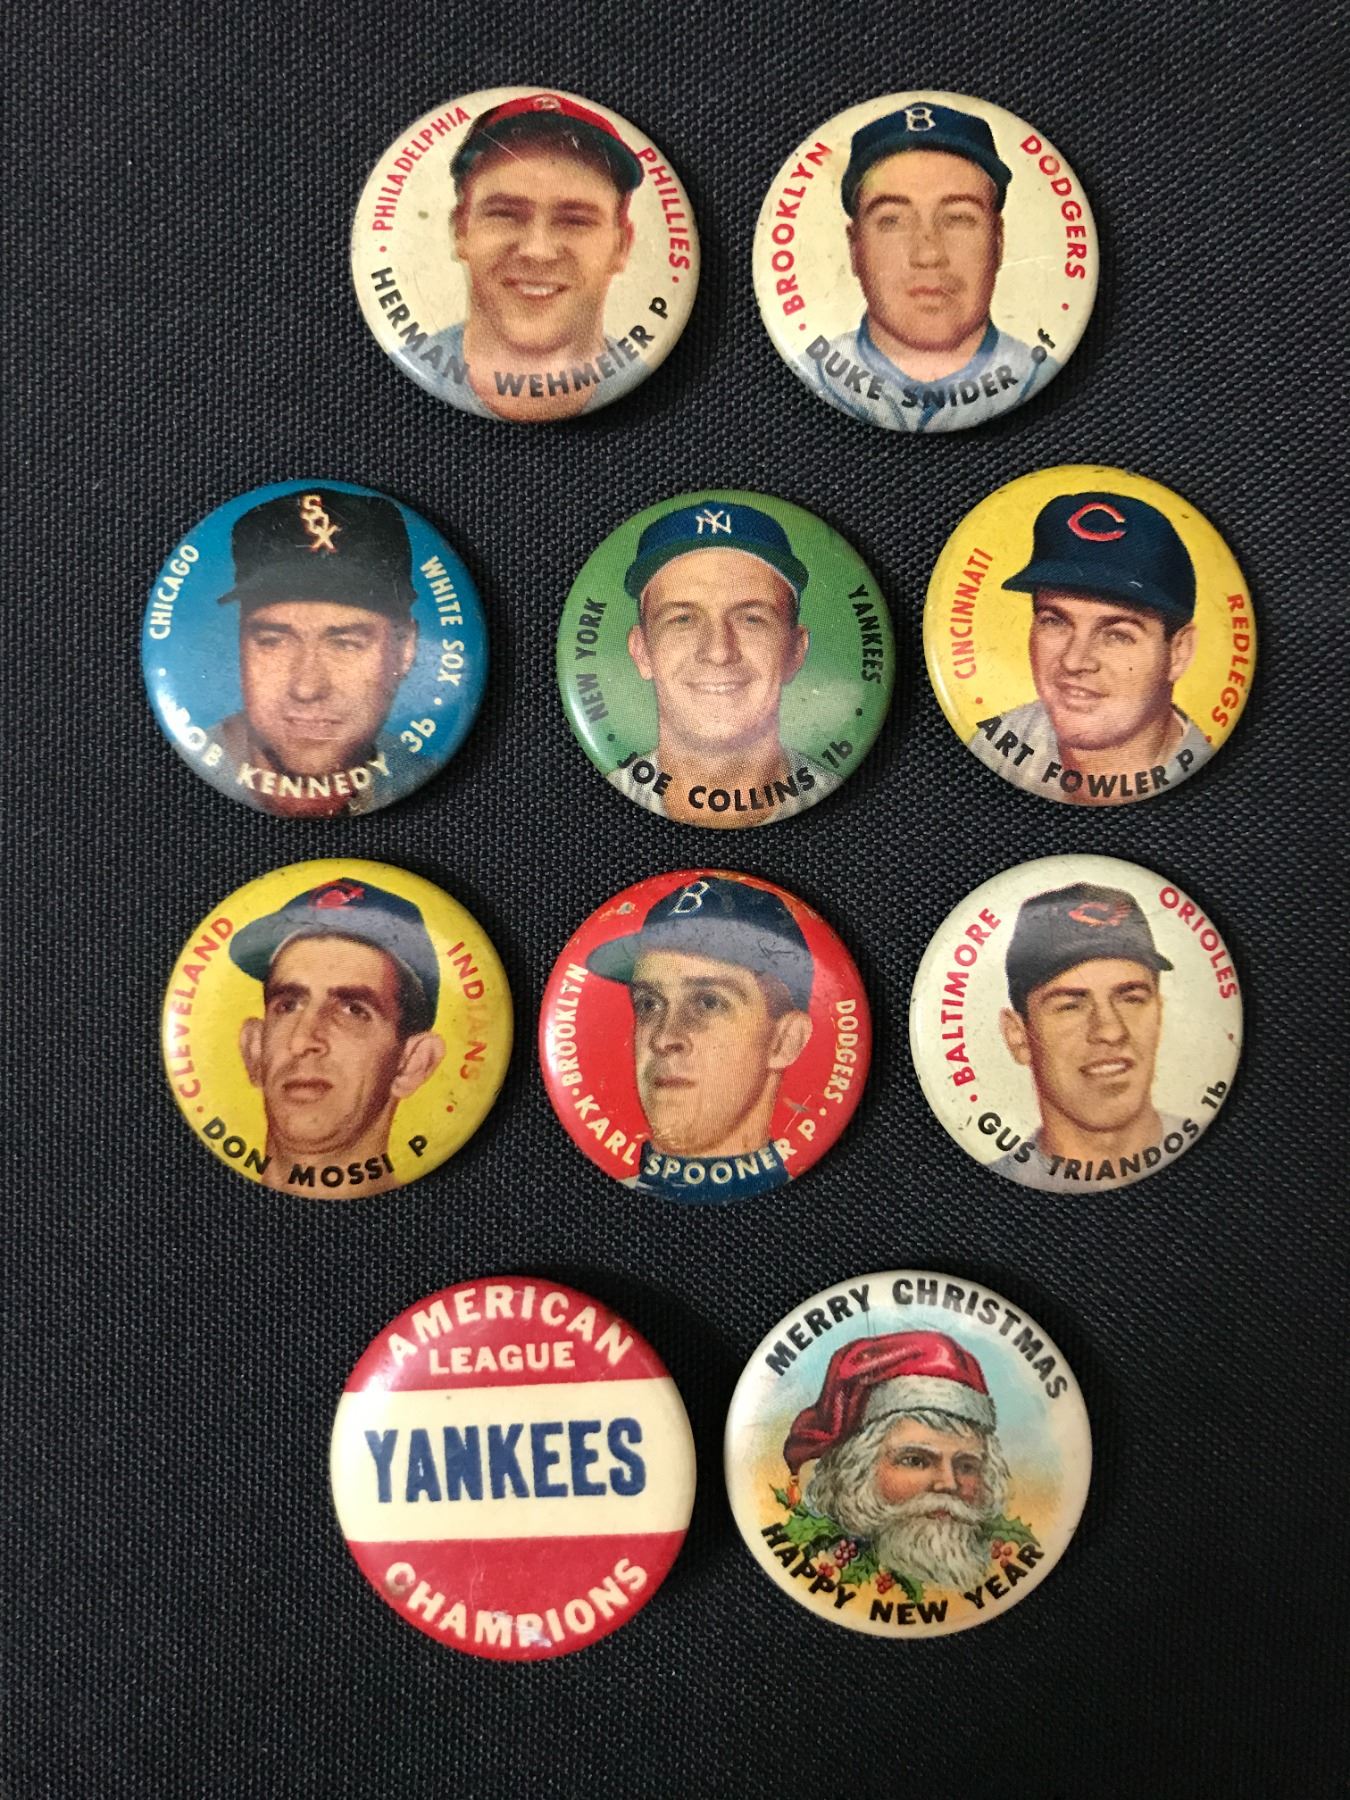 B
• PHILADELPHIA PHILLIES •
HERMAN WEHMEIER p
B
• BROOKLYN DODGERS •
DUKE SNIDER of
SOX
CHICAGO WHITE SOX •
BOB KENNEDY 3b
NY
• NEW YORK YANKEES •
JOE COLLINS 1b
C
• CINCINNATI REDLEGS •
ART FOWLER P
C
• CLEVELAND INDIANS •
DON MOSSI P
B
• BROOKLYN DODGERS •
KARL SPOONER p
• BALTIMORE ORIOLES •
GUS TRIANDOS 1b
AMERICAN
LEAGUE
YANKEES
CHAMPIONS
MERRY CHRISTMAS
HAPPY NEW YEAR